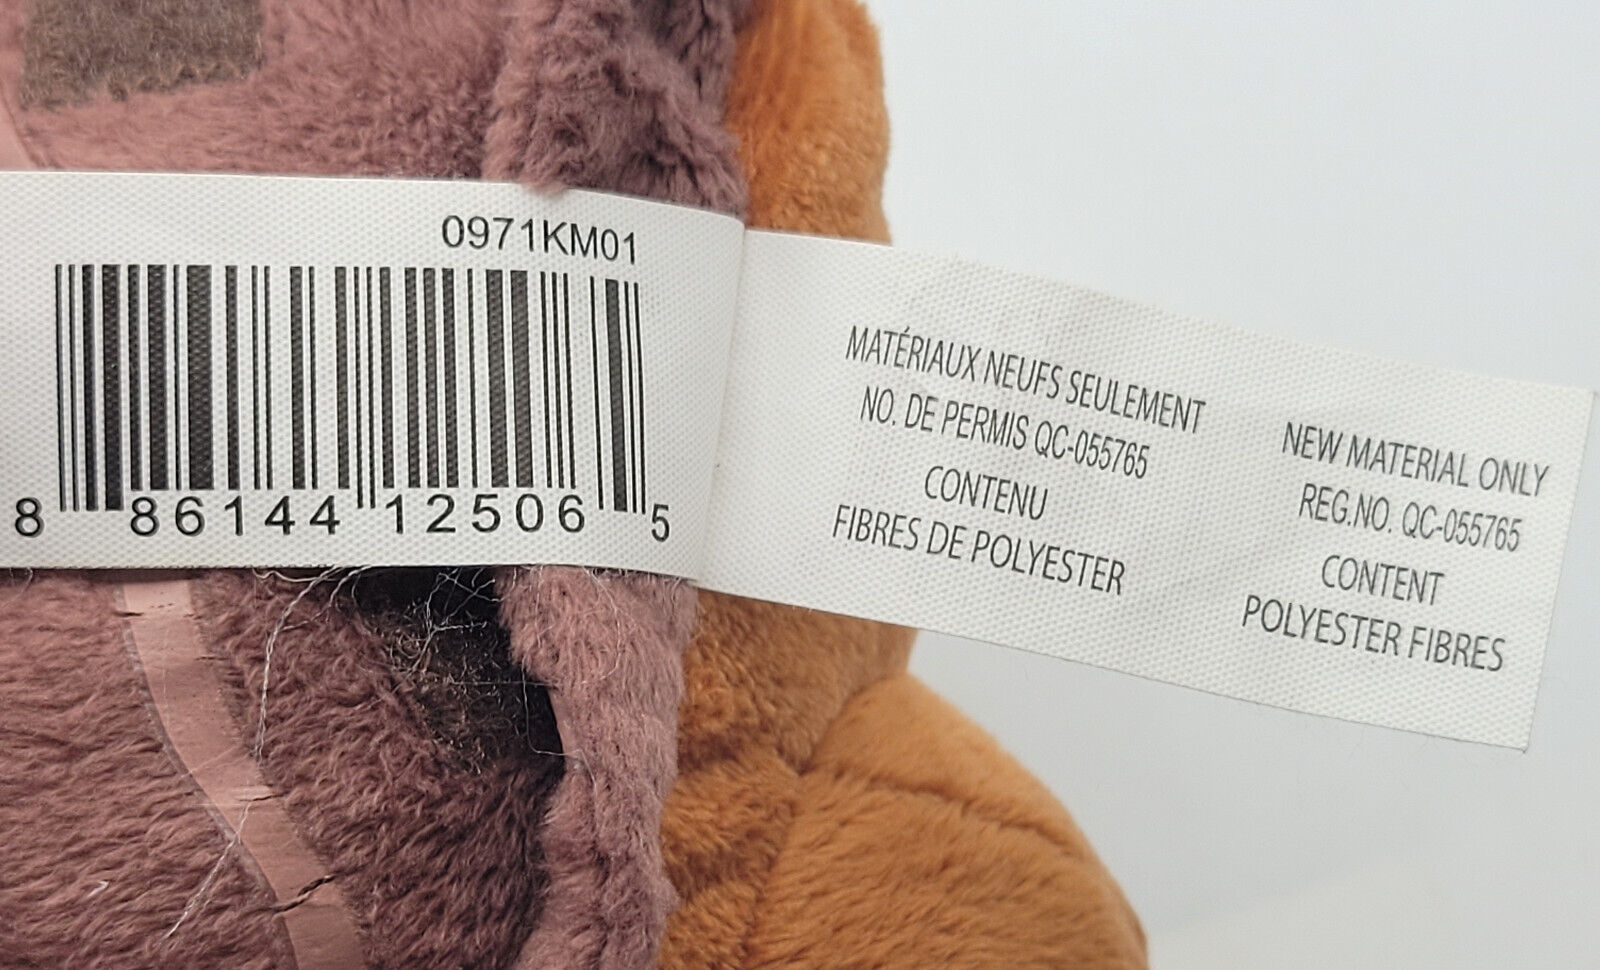 0971KM01
8 86144 12506 5
MATÉRIAUX NEUFS SEULEMENT
NO. DE PERMIS QC-055765
CONTENU
FIBRES DE POLYESTER
NEW MATERIAL ONLY
REG.NO. QC-055765
CONTENT
POLYESTER FIBRES